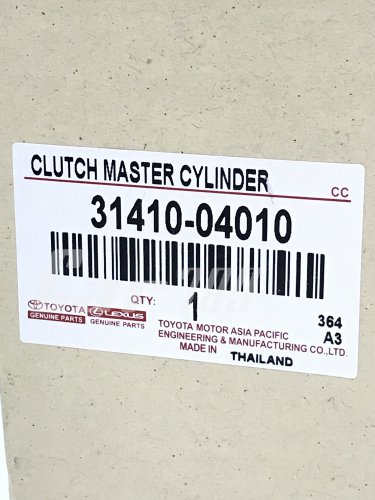 CLUTCH MASTER CYLINDER
CC
31410-04010
QTY:
1
364
A3
TOYOTA
GENUINE PARTS
LEXUS
GENUINE PARTS
TOYOTA MOTOR ASIA PACIFIC
ENGINEERING & MANUFACTURING CO.,LTD.
MADE IN THAILAND